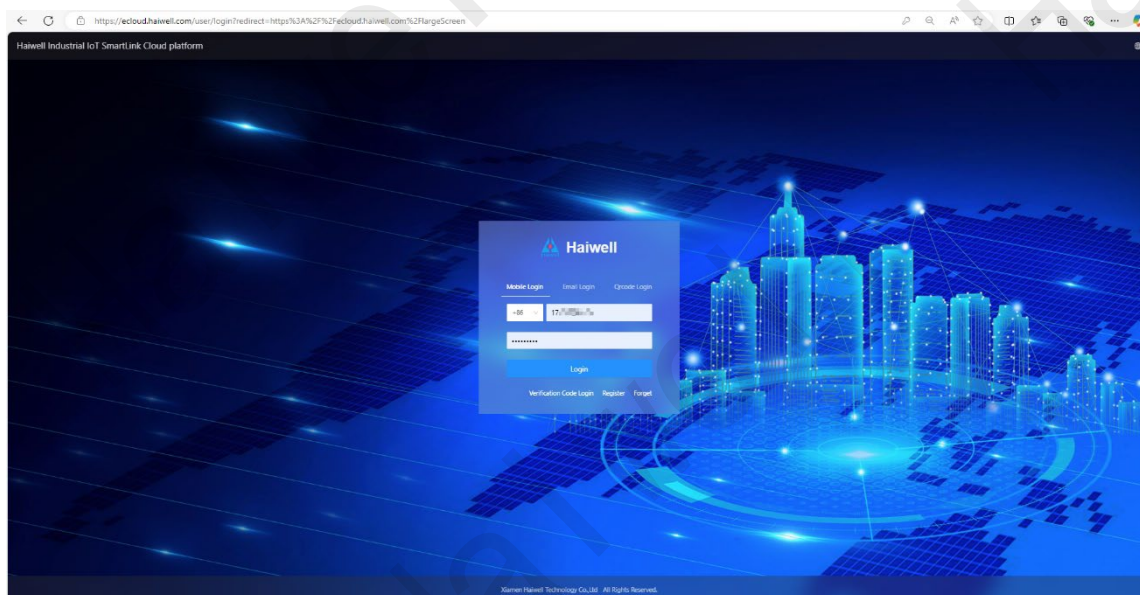 https://ecloud.haiwell.com/user/login?redirect=https%3A%2F%2Fecloud.haiwell.com%2FlargeScreen
Haiwell Industrial IoT SmartLink Cloud platform
Haiwell
Mobile Login Email Login Qrcode Login
+86 17
•••••••••
Login
Verification Code Login Register Forget
Xiamen Haiwell Technology Co.,Ltd All Rights Reserved.